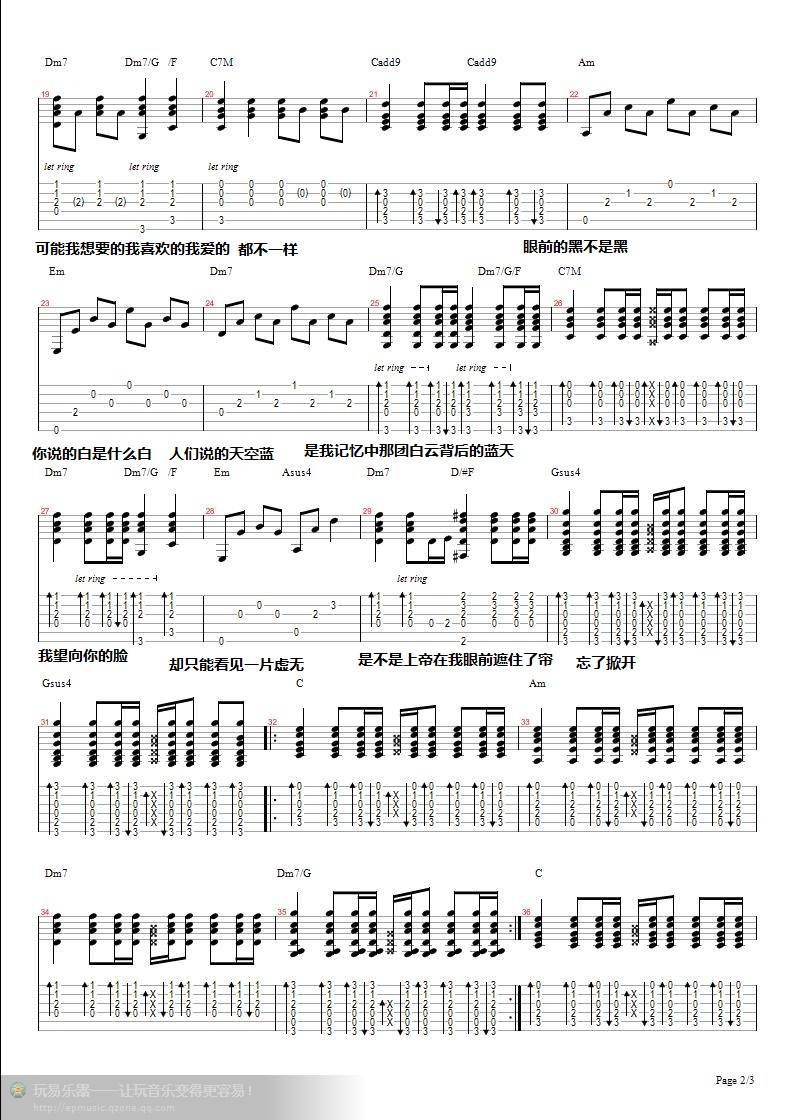 Dm7 Dm7/G /F C7M Cadd9 Cadd9 Am
19 20 21 22
let ring let ring let ring
可能我想要的我喜欢的我爱的 都不一样 眼前的黑不是黑
Em Dm7 Dm7/G Dm7/G/F C7M
23 24 25 26
let ring let ring
你说的白是什么白 人们说的天空蓝 是我记忆中那团白云背后的蓝天
Dm7 Dm7/G /F Em Asus4 Dm7 D/#F Gsus4
27 28 29 30
let ring let ring
我望向你的脸 却只能看见一片虚无 是不是上帝在我眼前遮住了帘 忘了掀开
Gsus4 C Am
31 32 33
Dm7 Dm7/G C
34 35 36
Page 2/3
玩易乐器——让玩音乐变得更容易!
http://epmusic.qzone.qq.com